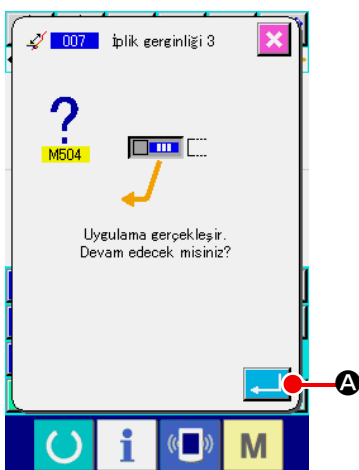 007 İplik gerginliği 3
?
M504
Uygulama gerçekleşir.
Devam edecek misiniz?
A
i
M